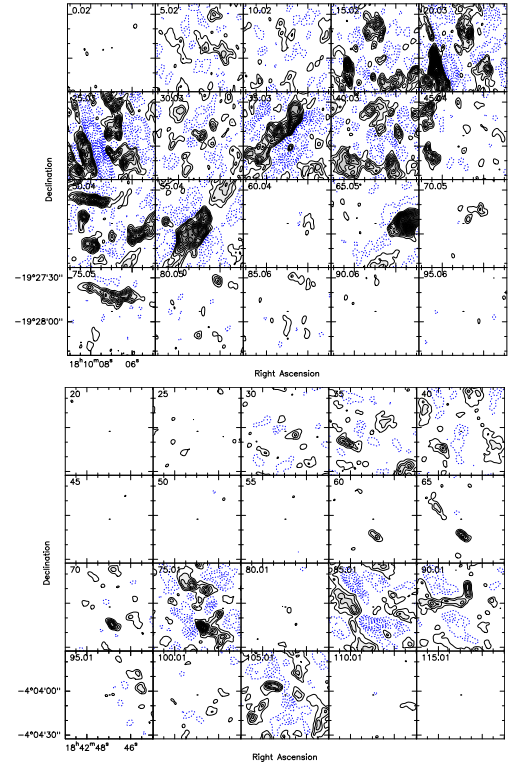 0.02 5.02 10.02 15.02 20.03
25.03 30.03 35.03 40.03 45.04
50.04 55.04 60.04 65.05 70.05
75.05 80.05 85.06 90.06 95.06
Declination
−19°27'30"
−19°28'00"
18ʰ10ᵐ08ˢ 06ˢ
Right Ascension
20 25 30 35 40
45 50 55 60 65
70 75.01 80.01 85.01 90.01
95.01 100.01 105.01 110.01 115.01
Declination
−4°04'00"
−4°04'30"
18ʰ42ᵐ48ˢ 46ˢ
Right Ascension